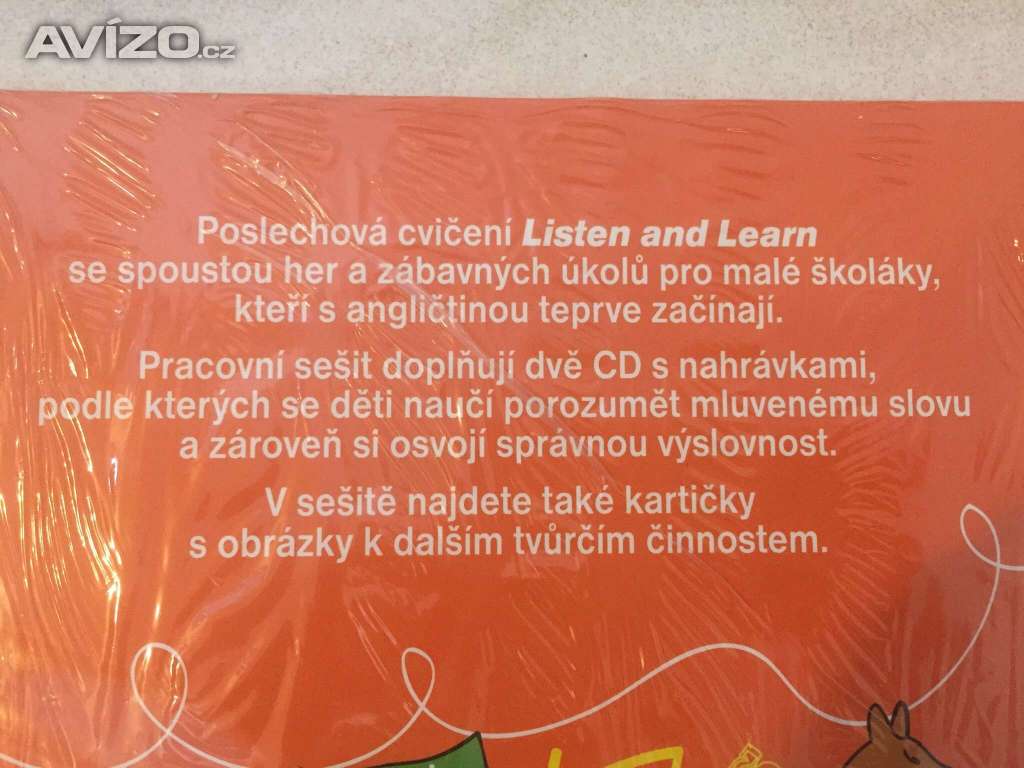 AVÍZO.cz
Poslechová cvičení Listen and Learn
se spoustou her a zábavných úkolů pro malé školáky,
kteří s angličtinou teprve začínají.
Pracovní sešit doplňují dvě CD s nahrávkami,
podle kterých se děti naučí porozumět mluvenému slovu
a zároveň si osvojí správnou výslovnost.
V sešitě najdete také kartičky
s obrázky k dalším tvůrčím činnostem.